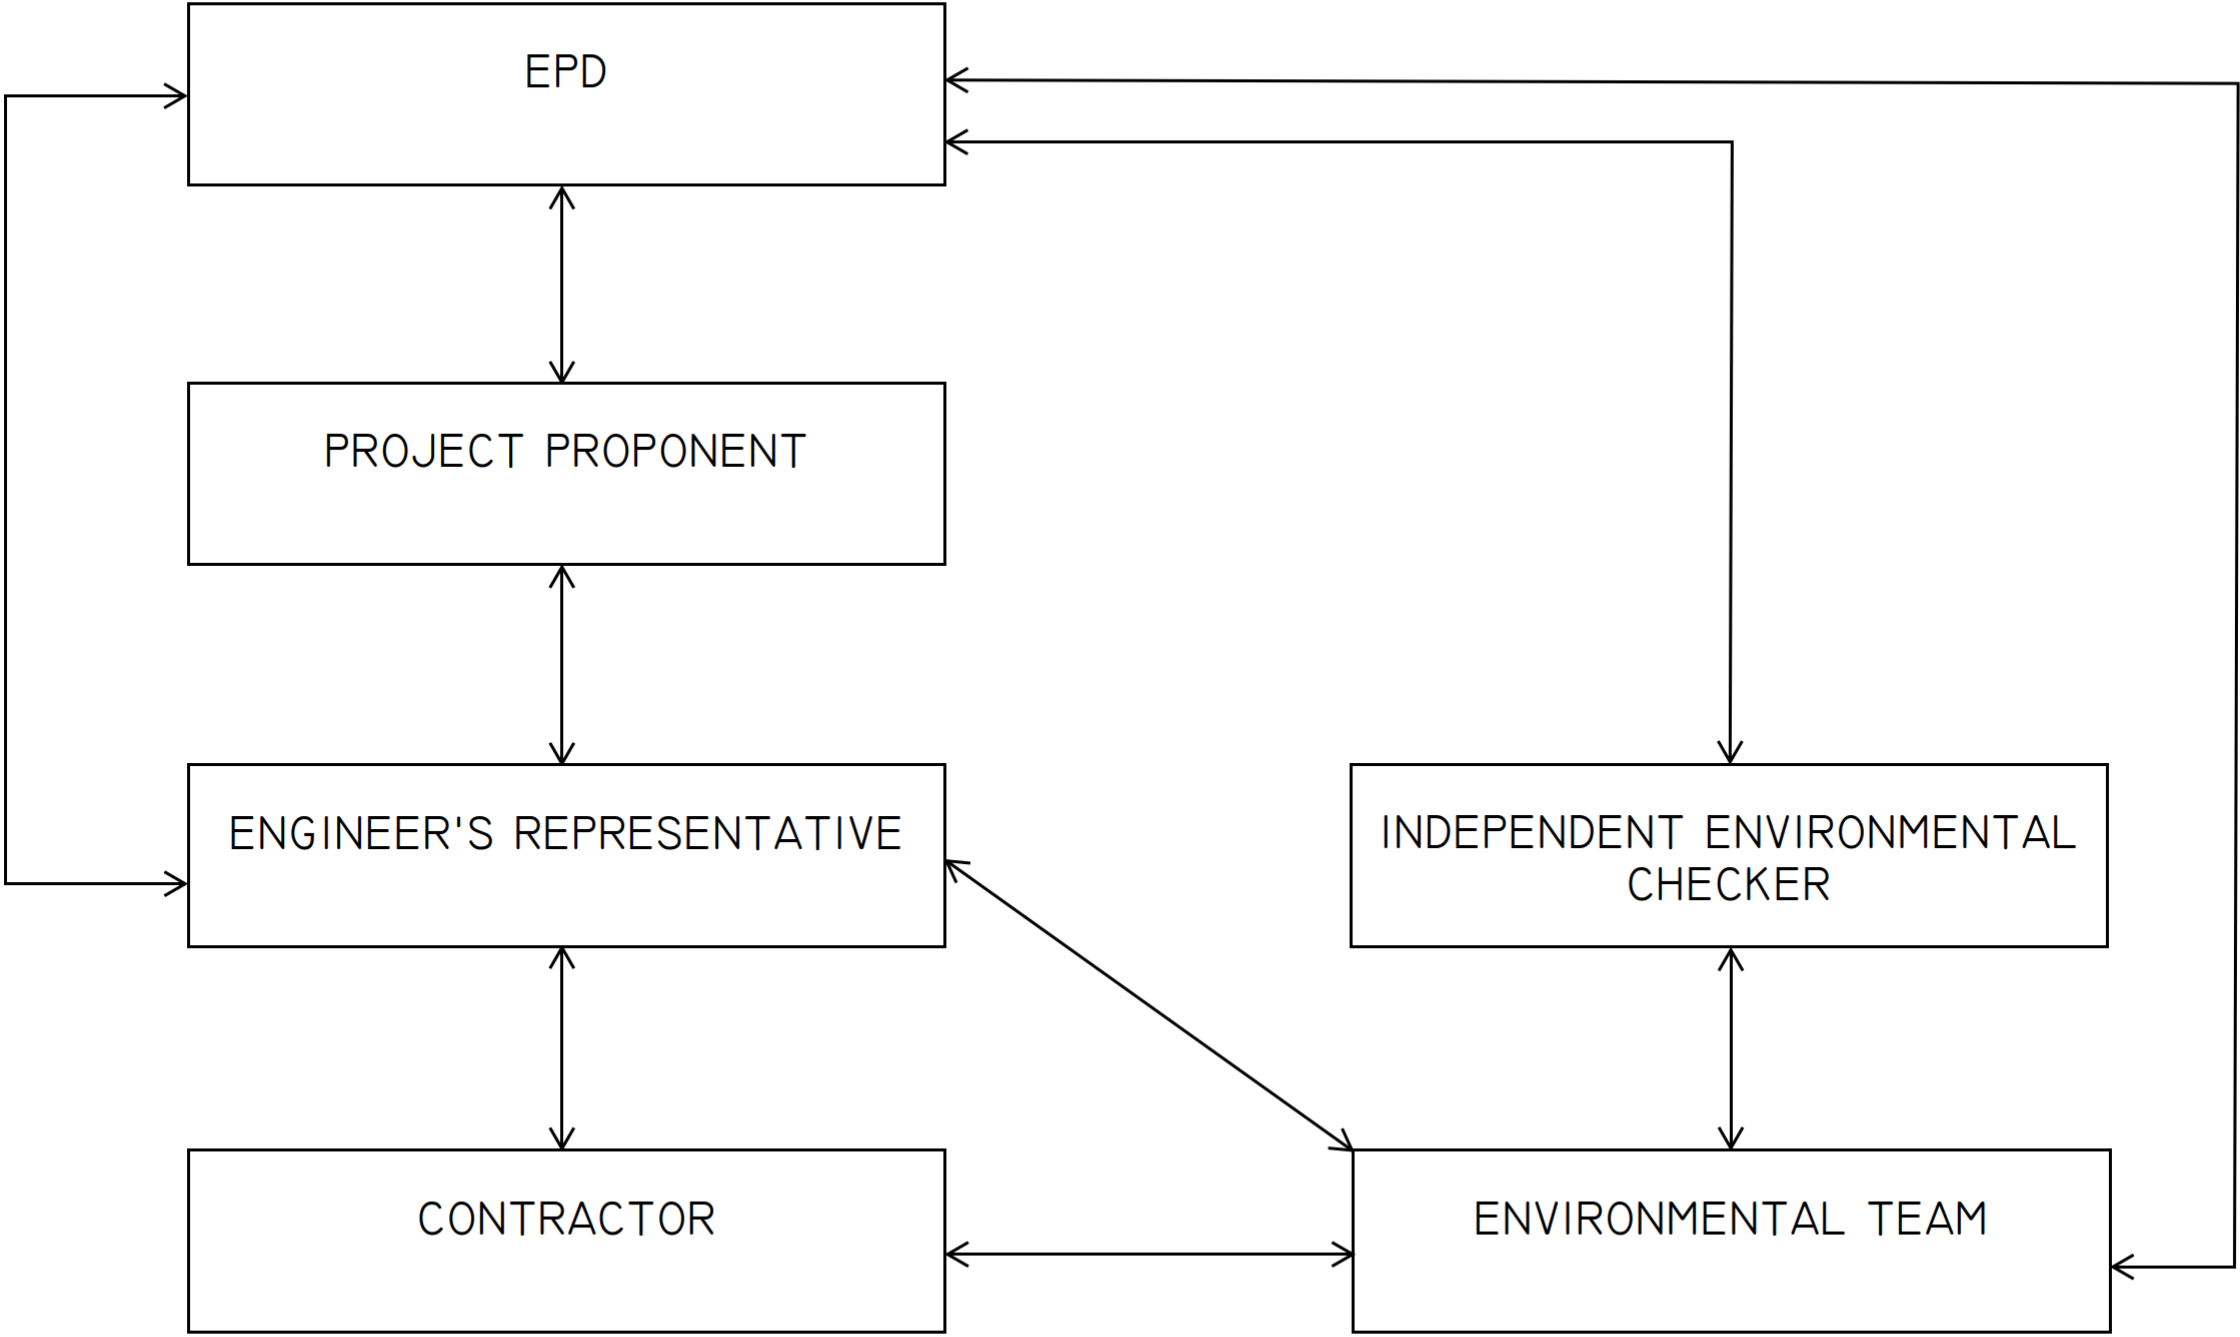 EPD
PROJECT PROPONENT
ENGINEER'S REPRESENTATIVE
INDEPENDENT ENVIRONMENTAL
CHECKER
CONTRACTOR
ENVIRONMENTAL TEAM